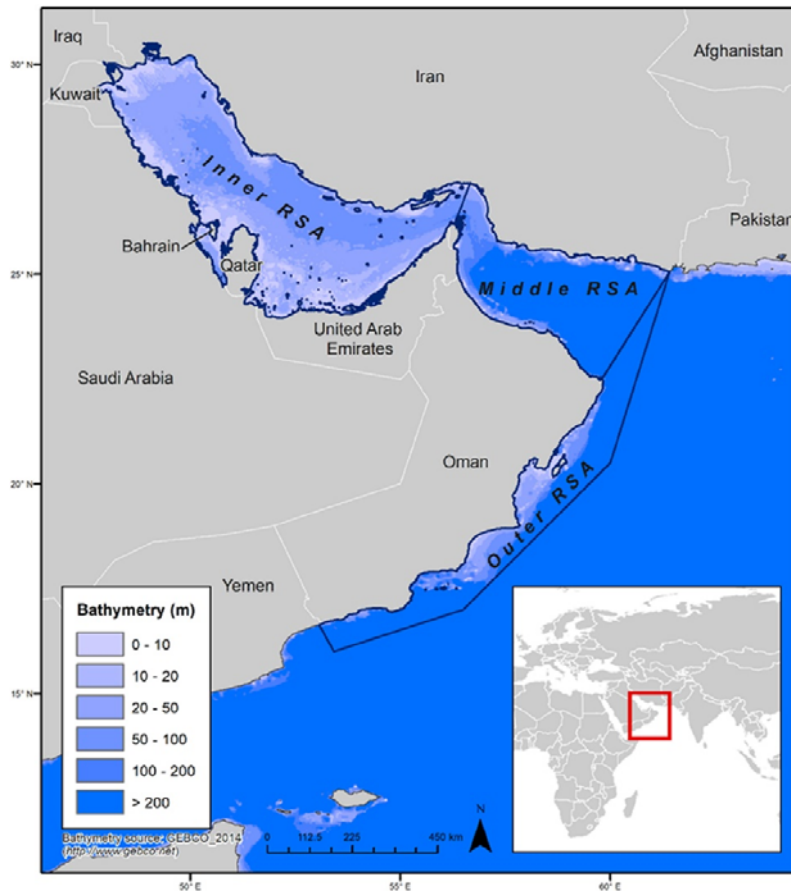 Iraq
Afghanistan
30° N
Iran
Kuwait
Inner RSA
Pakistan
Bahrain
Qatar
25° N
Middle RSA
United Arab
Emirates
Saudi Arabia
Oman
20° N
Outer RSA
Yemen
Bathymetry (m)
0 - 10
10 - 20
20 - 50
50 - 100
100 - 200
> 200
15° N
Bathymetry source: GEBCO_2014
(http://www.gebco.net)
0 112.5 225 450 km
N
50° E
55° E
60° E